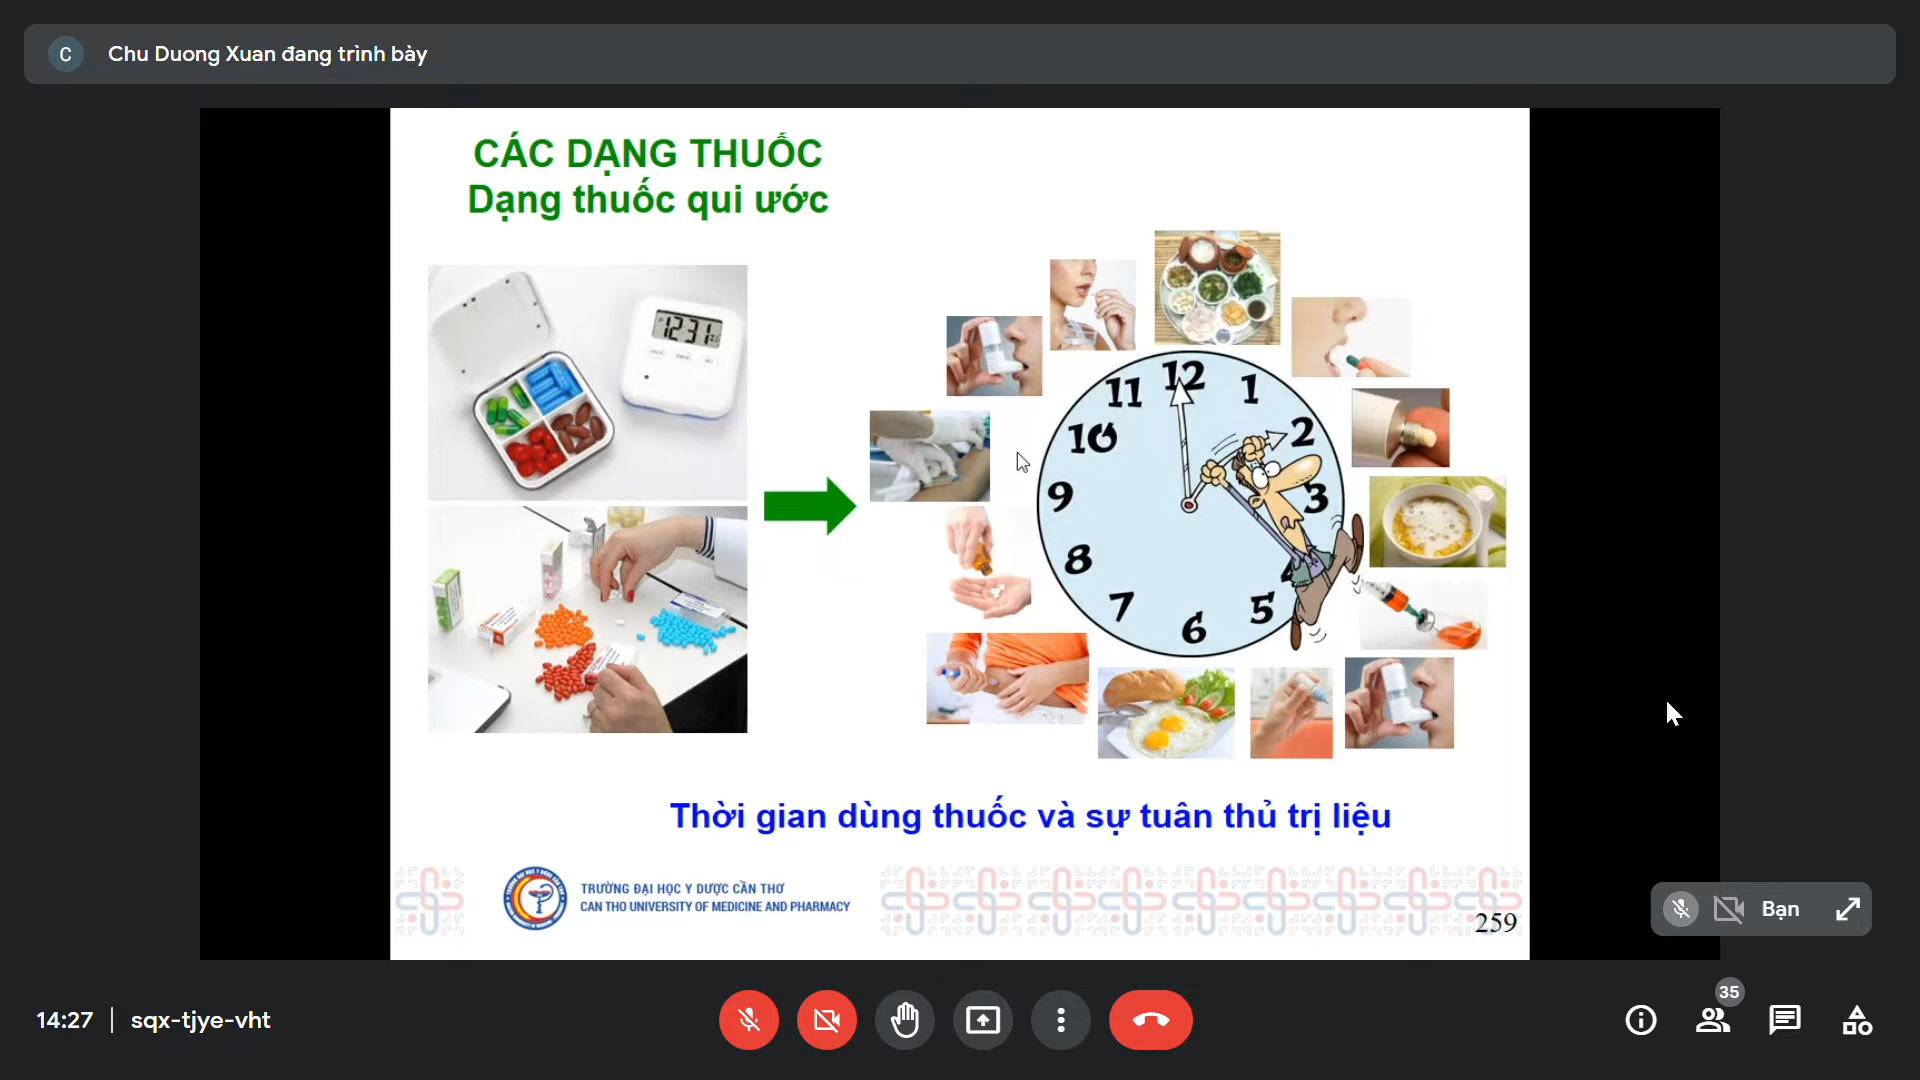 C
Chu Duong Xuan đang trình bày
CÁC DẠNG THUỐC
Dạng thuốc qui ước
12:31
12
1
2
3
5
6
7
8
9
10
11
Thời gian dùng thuốc và sự tuân thủ trị liệu
TRƯỜNG ĐẠI HỌC Y DƯỢC CẦN THƠ
CAN THO UNIVERSITY OF MEDICINE AND PHARMACY
259
Bạn
14:27 | sqx-tjye-vht
35